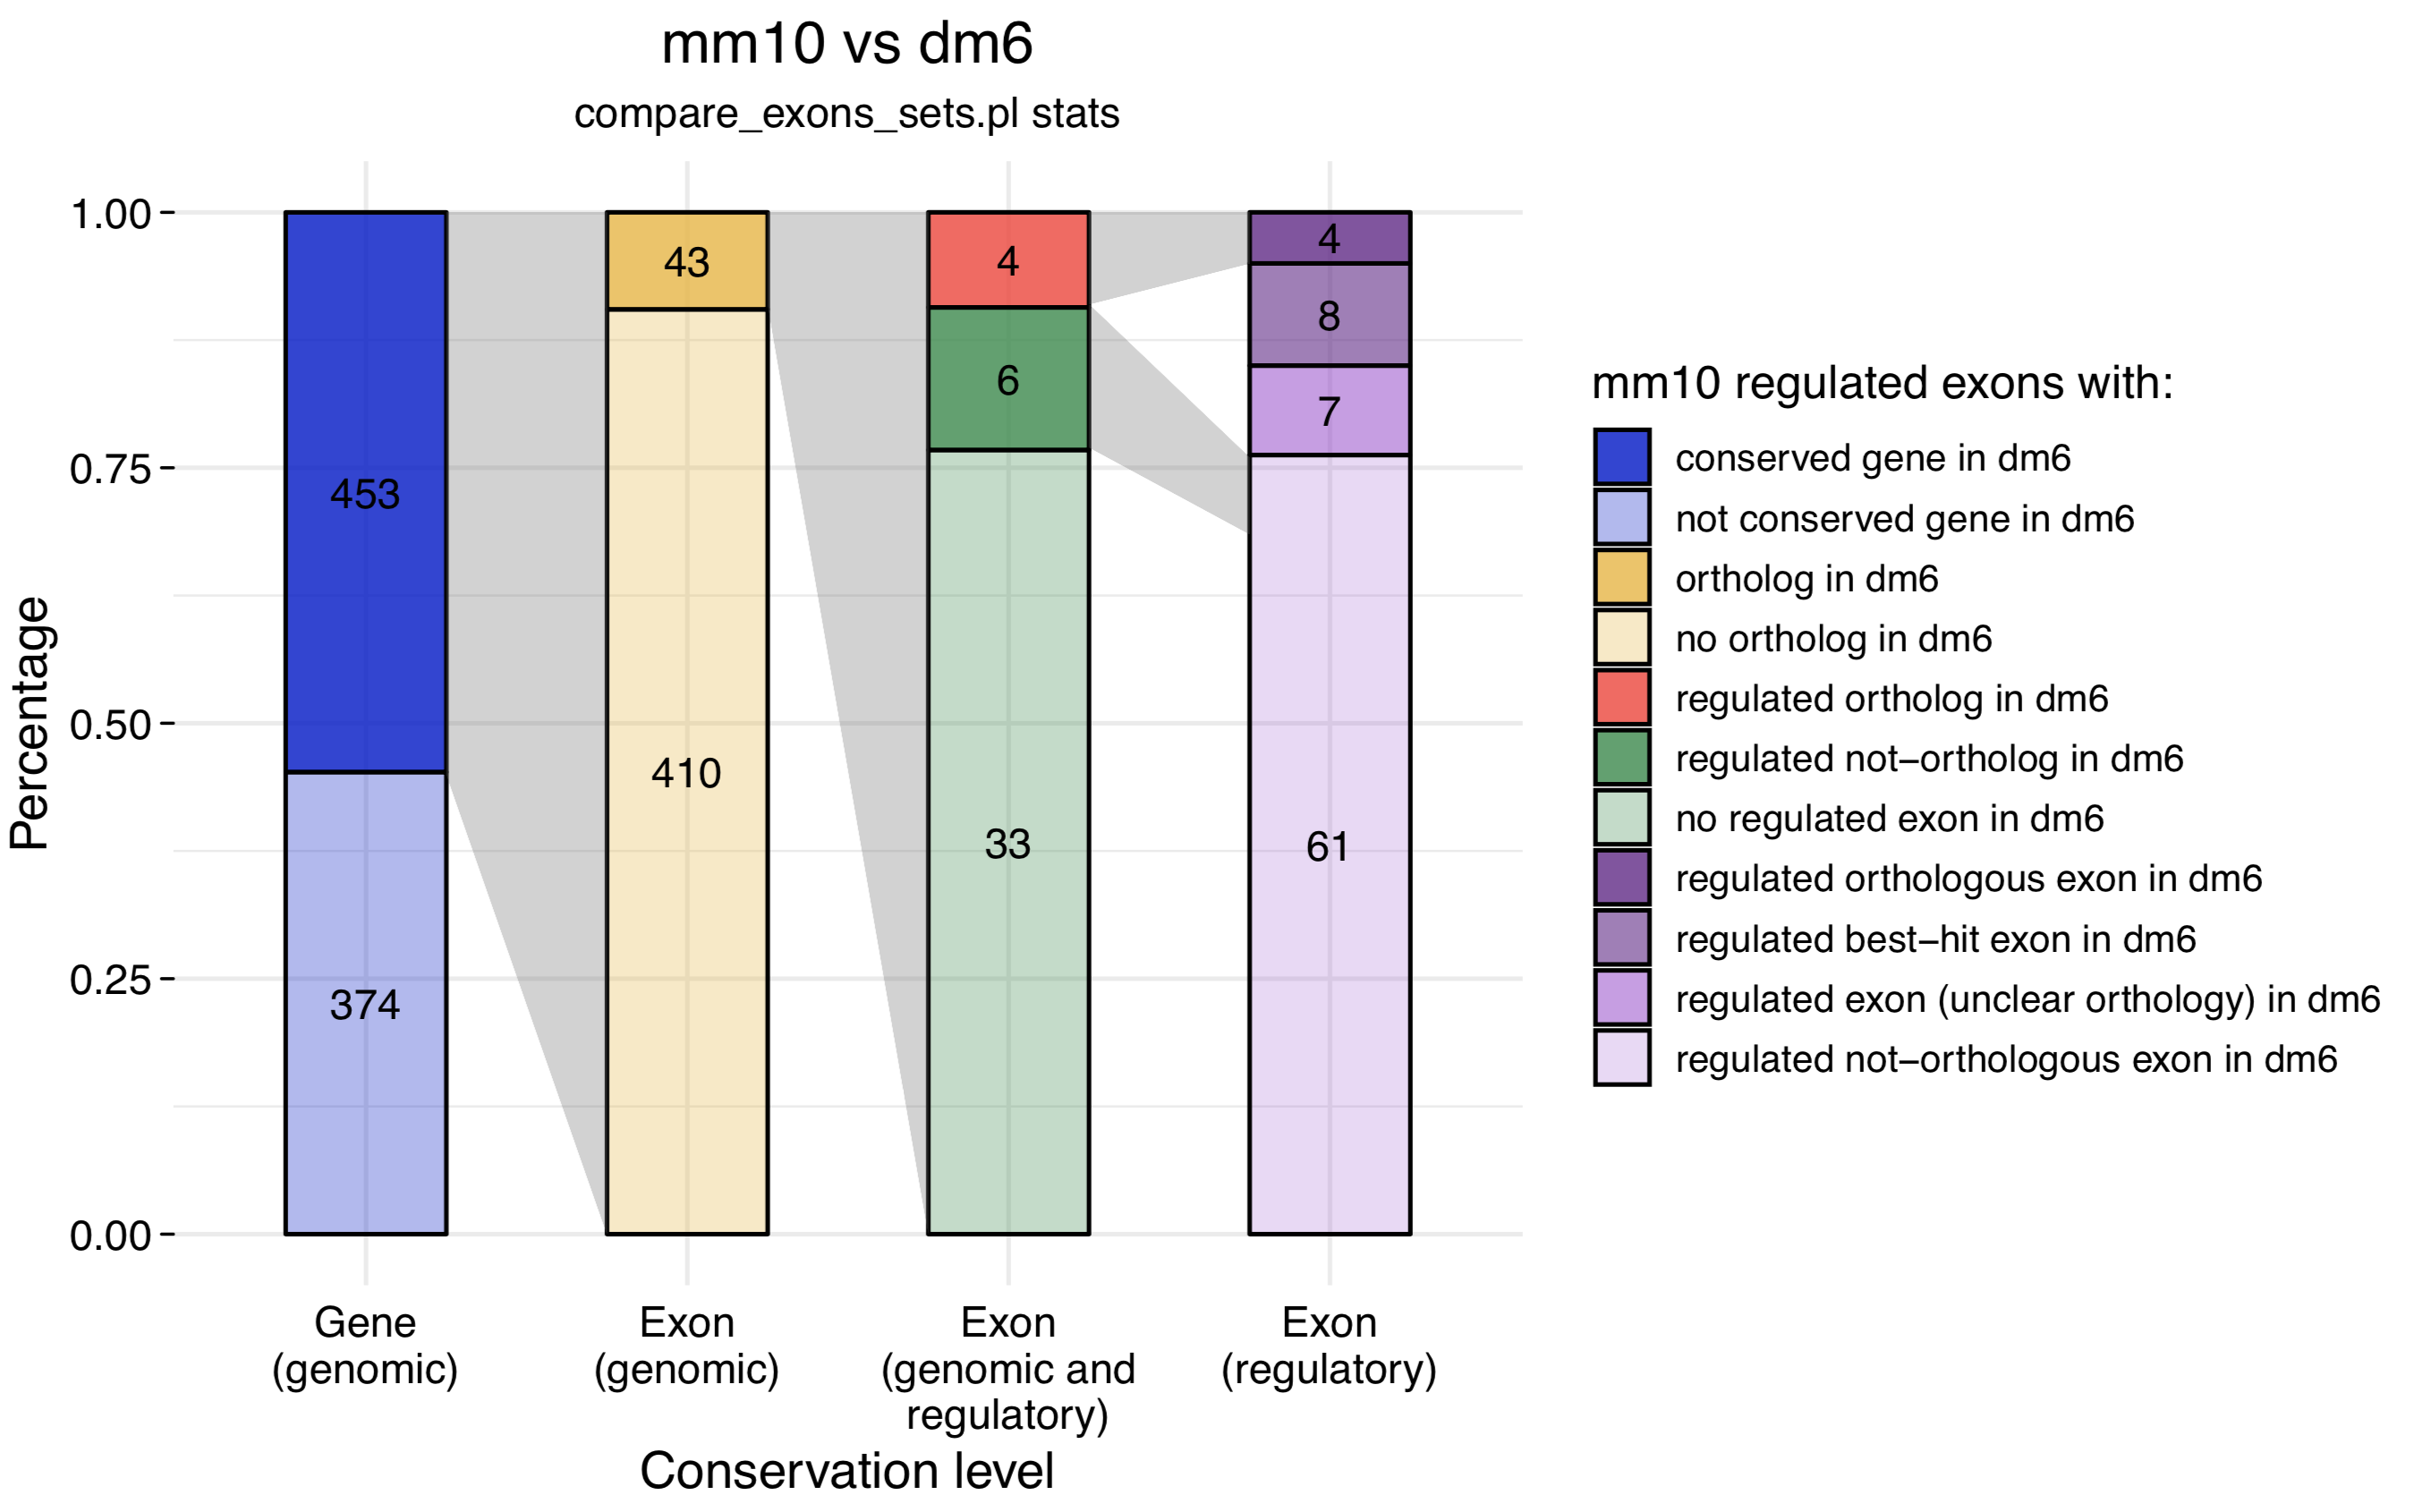 mm10 vs dm6
compare_exons_sets.pl stats
Percentage
1.00
0.75
0.50
0.25
0.00
453
374
43
410
4
6
33
4
8
7
61
Gene
(genomic)
Exon
(genomic)
Exon
(genomic and
regulatory)
Exon
(regulatory)
Conservation level
mm10 regulated exons with:
conserved gene in dm6
not conserved gene in dm6
ortholog in dm6
no ortholog in dm6
regulated ortholog in dm6
regulated not−ortholog in dm6
no regulated exon in dm6
regulated orthologous exon in dm6
regulated best−hit exon in dm6
regulated exon (unclear orthology) in dm6
regulated not−orthologous exon in dm6